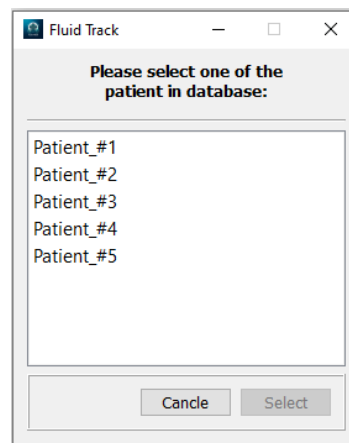 Fluid Track
Please select one of the
patient in database:
Patient_#1
Patient_#2
Patient_#3
Patient_#4
Patient_#5
Cancle
Select